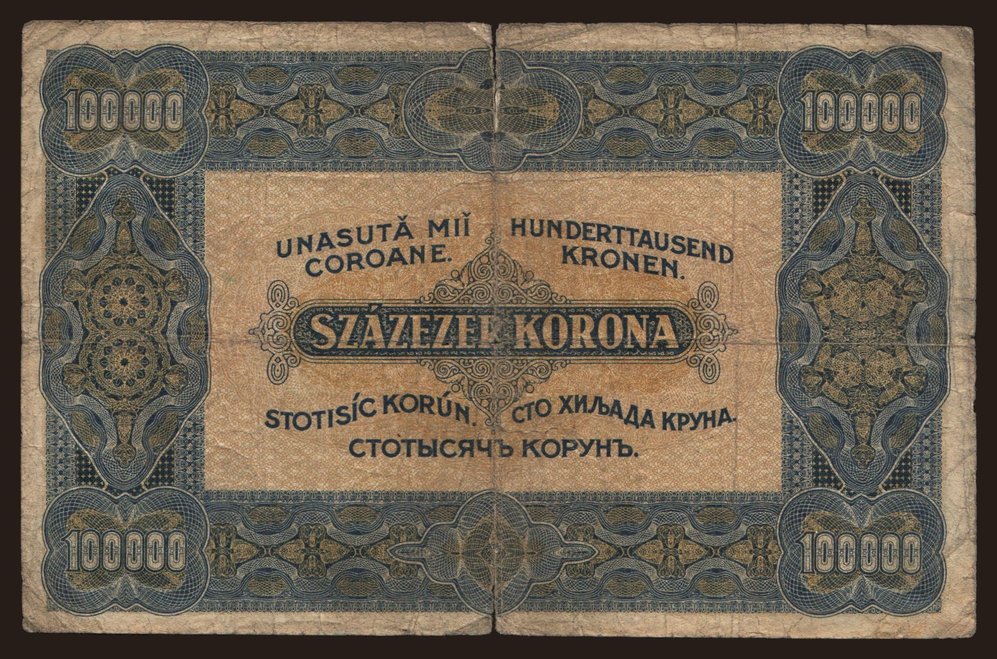 100000
100000
UNASUTĂ MIĬ
COROANE.
HUNDERTTAUSEND
KRONEN.
SZÁZEZER KORONA
STOTISÍC KORÚN.
СТО ХИЉАДА КРУНА.
СТОТЫСЯЧЪ КОРУНЪ.
100000
100000